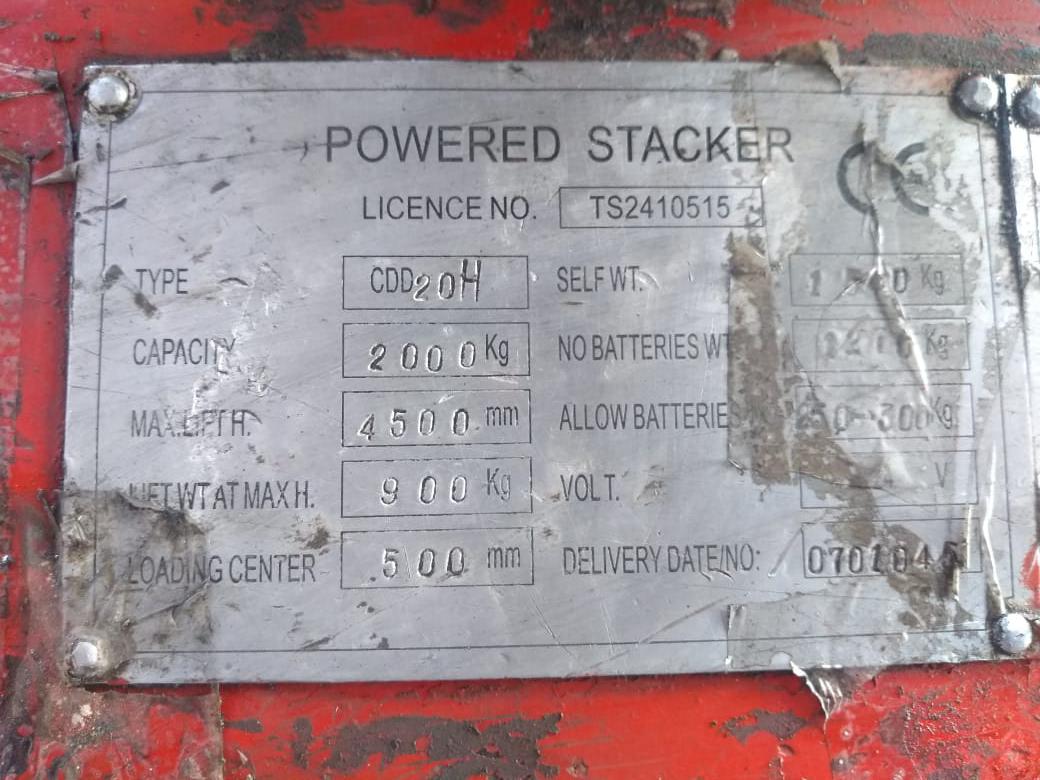 POWERED STACKER
CE
LICENCE NO. TS2410515
TYPE CDD20H SELF WT. Kg
CAPACITY 2000 Kg NO BATTERIES WT Kg
MAX.LIFT H. 4500 mm ALLOW BATTERIES 300 Kg
LIFT WT AT MAX H. 900 Kg VOLT. V
LOADING CENTER 500 mm DELIVERY DATE/NO: